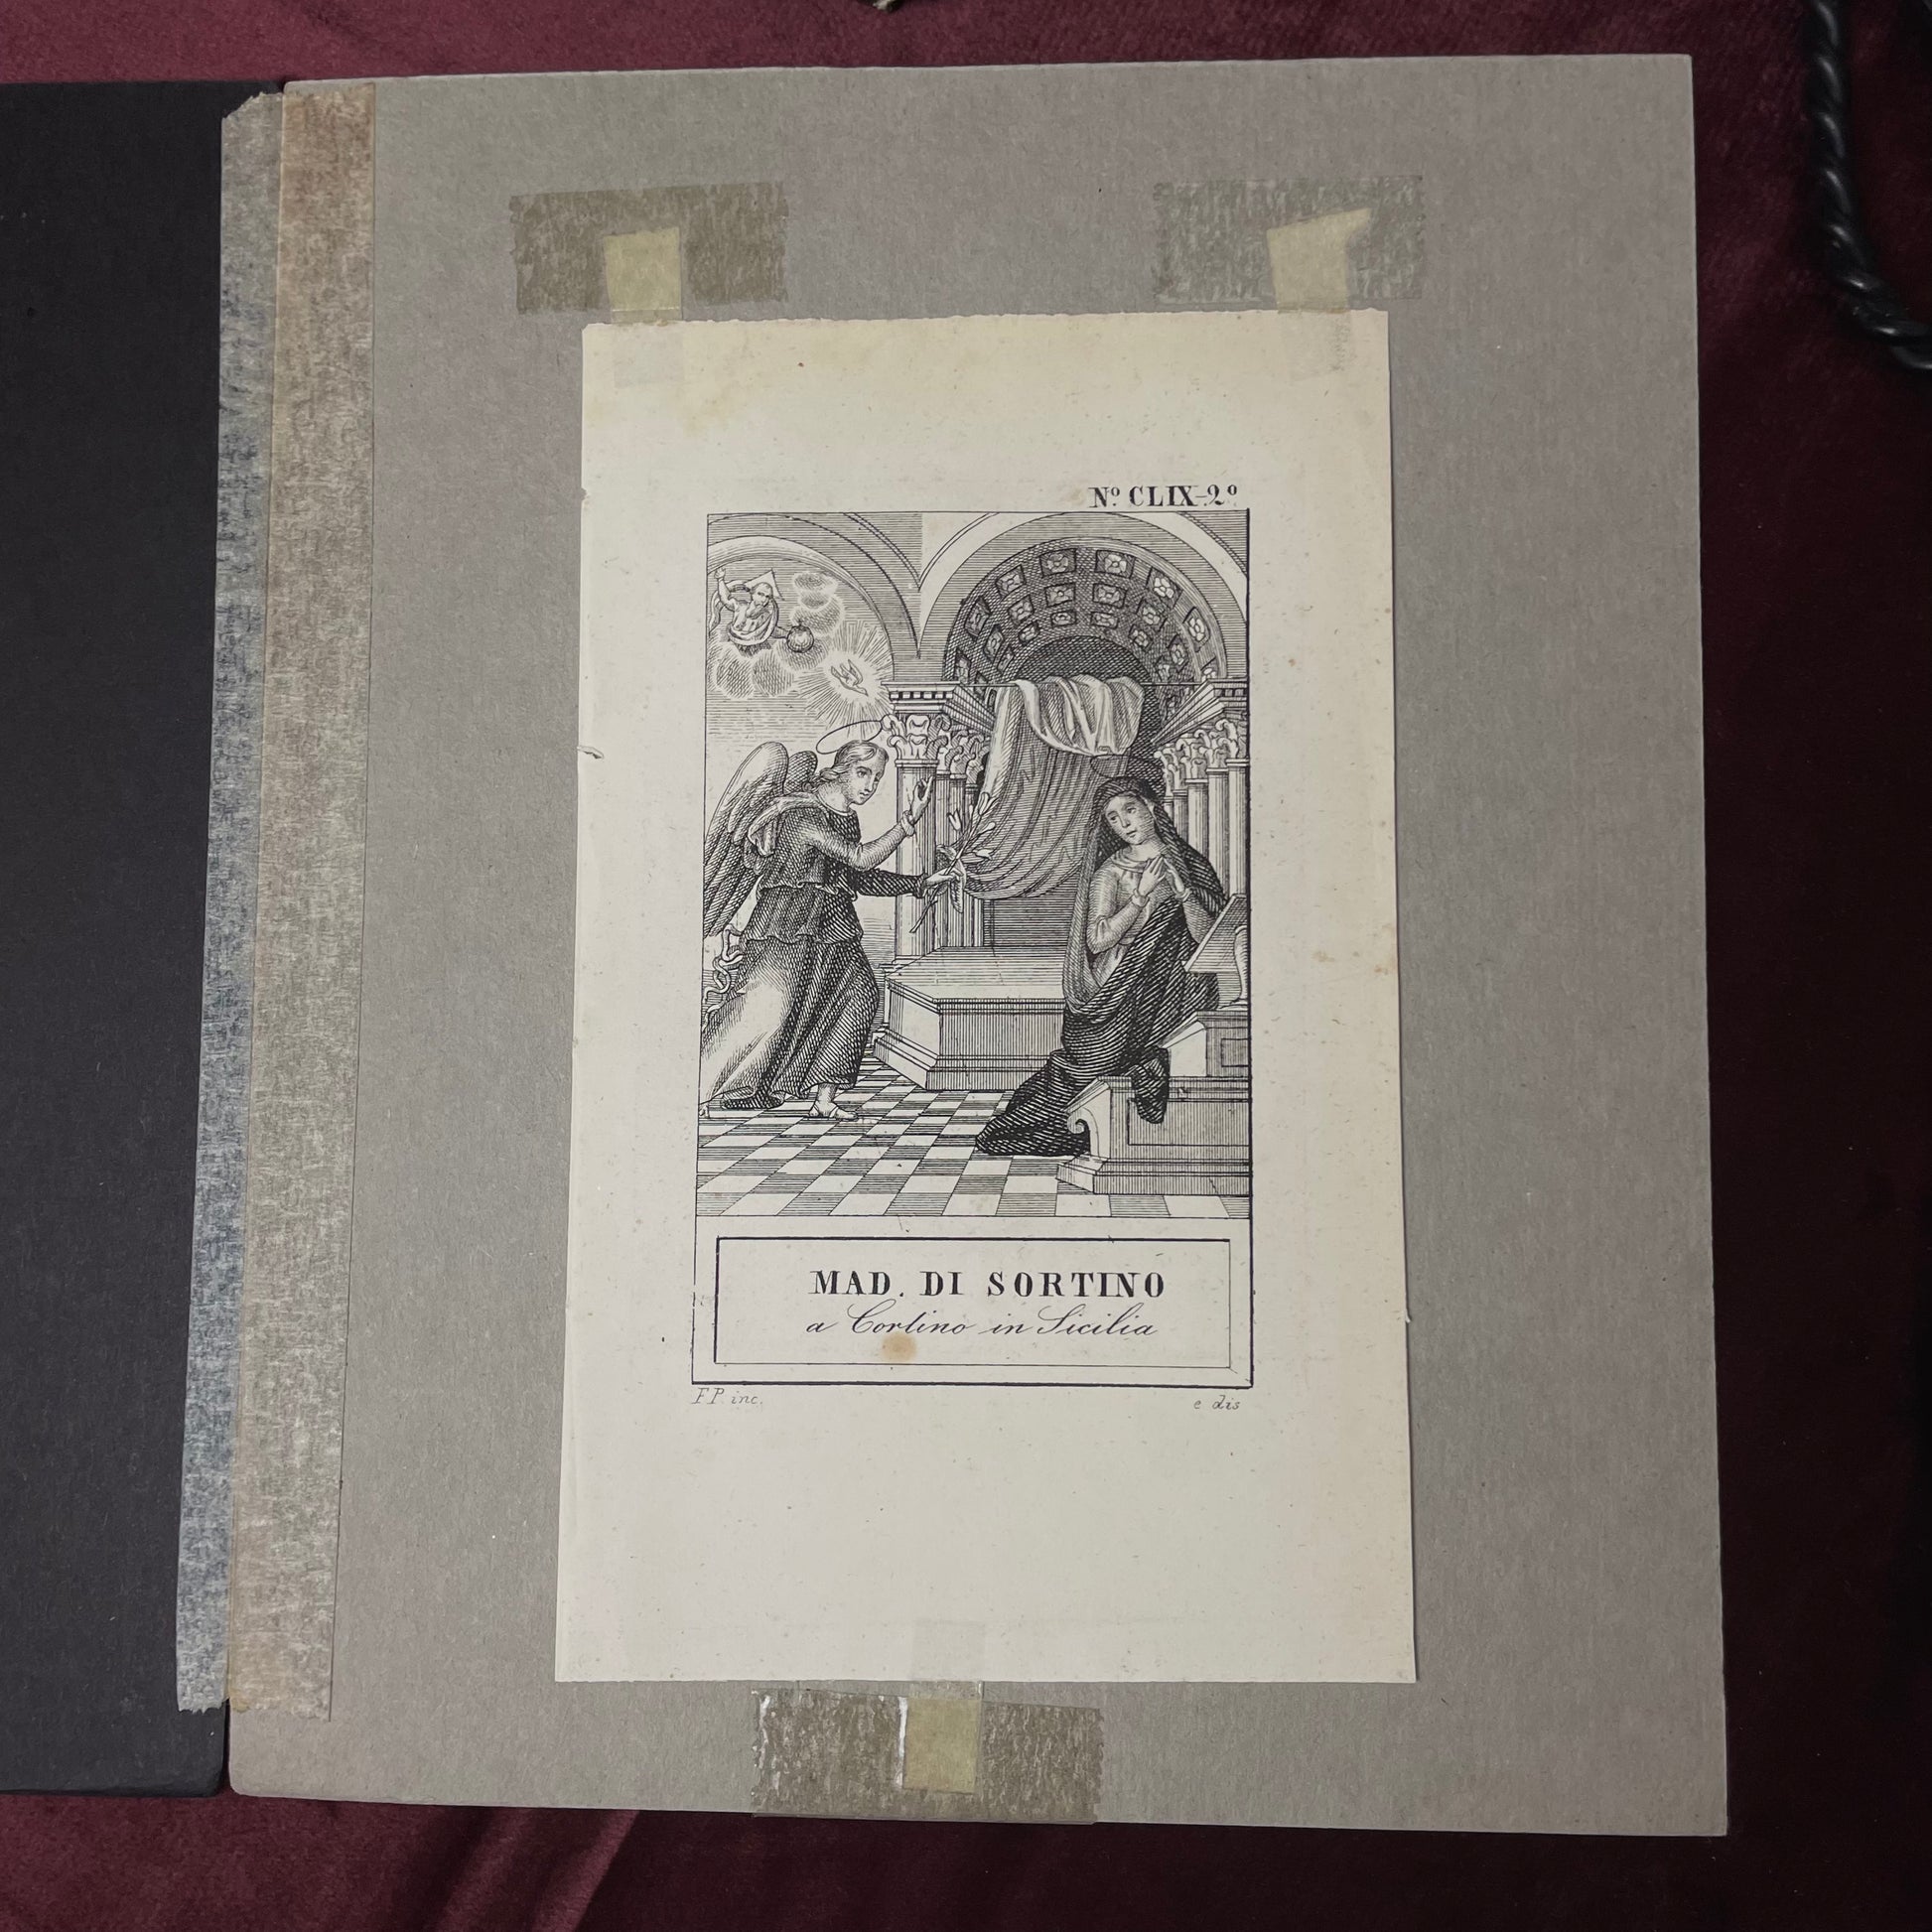 Nº CLIX-2º
MAD. DI SORTINO
a Cortino in Sicilia
F P. inc.
e dis